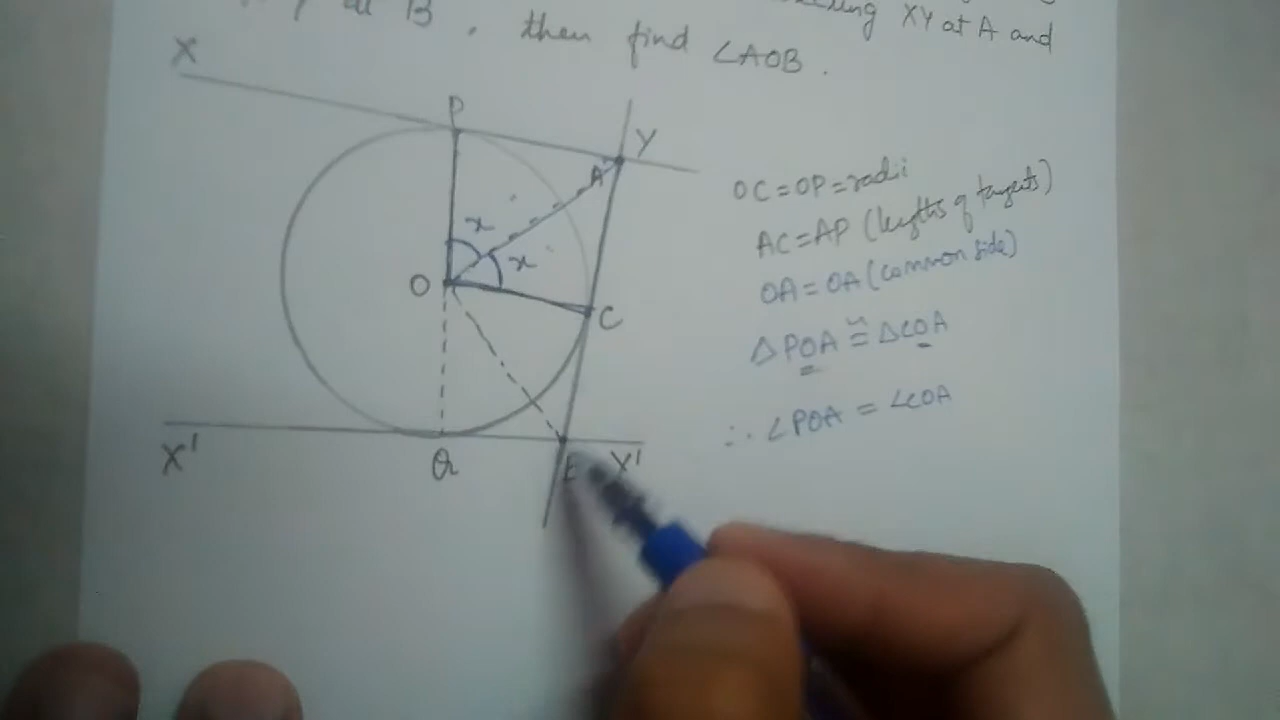 at B, then find ∠AOB.
XY at A and
X
P
Y
A
x
x
O
C
X'
Q
Y'
OC = OP = radii
AC = AP (lengths of tangents)
OA = OA (common side)
△POA ≅ △COA
∴ ∠POA = ∠COA